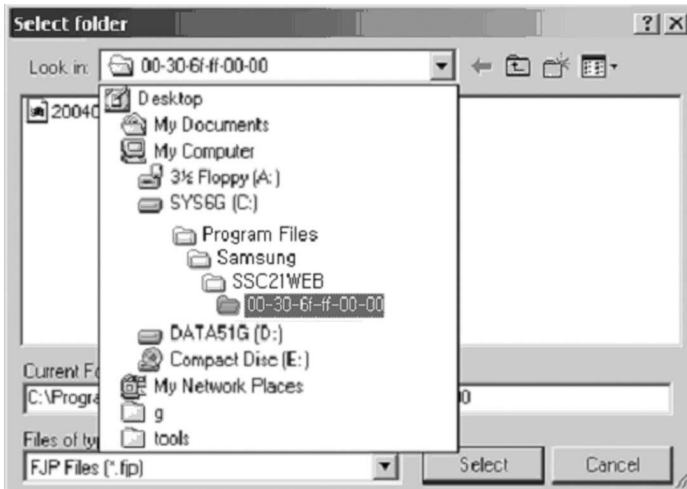 Select folder
Look in: 00-30-6f-ff-00-00
Desktop
2004
My Documents
My Computer
3½ Floppy (A:)
SYS6G (C:)
Program Files
Samsung
SSC21WEB
00-30-6f-ff-00-00
DATA51G (D:)
Compact Disc (E:)
Current Fo
My Network Places
C:\Progra
g
Files of ty
tools
FJP Files (*.fjp)
Select
Cancel